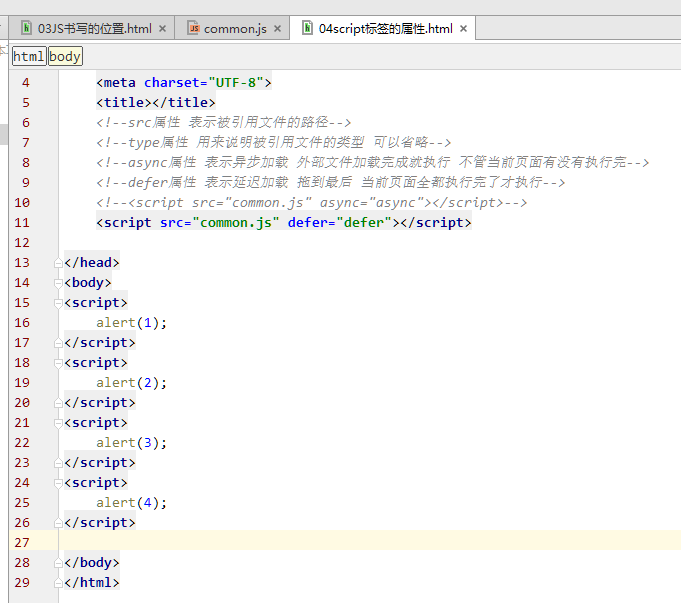 03JS书写的位置.html
common.js
04script标签的属性.html
html body
4 <meta charset="UTF-8">
5 <title></title>
6 <!--src属性 表示被引用文件的路径-->
7 <!--type属性 用来说明被引用文件的类型 可以省略-->
8 <!--async属性 表示异步加载 外部文件加载完成就执行 不管当前页面有没有执行完-->
9 <!--defer属性 表示延迟加载 拖到最后 当前页面全都执行完了才执行-->
10 <!--<script src="common.js" async="async"></script>-->
11 <script src="common.js" defer="defer"></script>
12
13 </head>
14 <body>
15 <script>
16 alert(1);
17 </script>
18 <script>
19 alert(2);
20 </script>
21 <script>
22 alert(3);
23 </script>
24 <script>
25 alert(4);
26 </script>
27
28 </body>
29 </html>